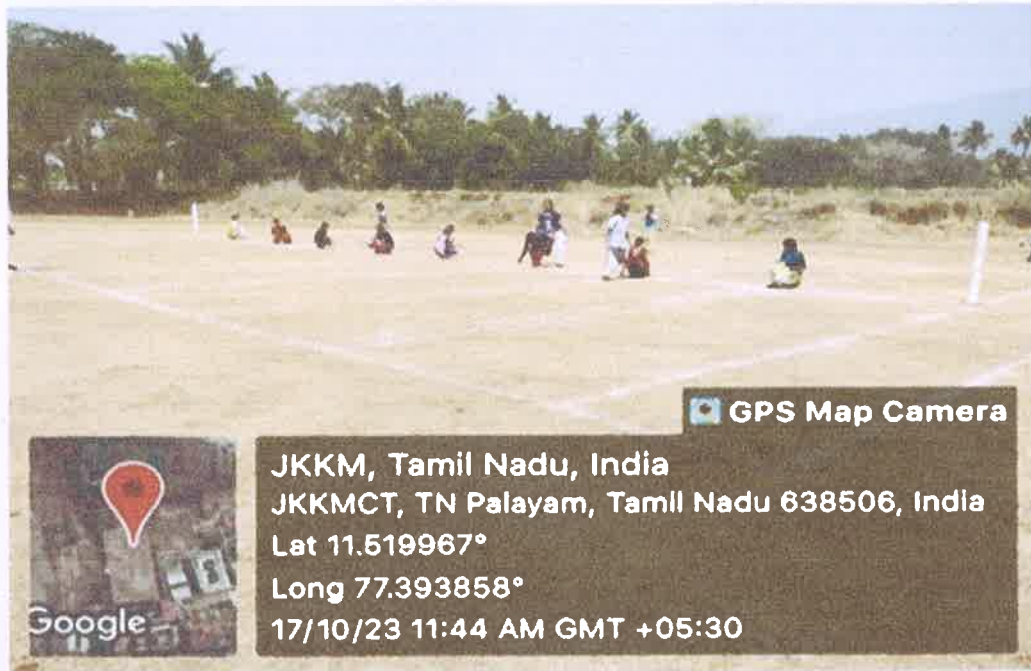 GPS Map Camera
JKKM, Tamil Nadu, India
JKKMCT, TN Palayam, Tamil Nadu 638506, India
Lat 11.519967°
Long 77.393858°
17/10/23 11:44 AM GMT +05:30
Google